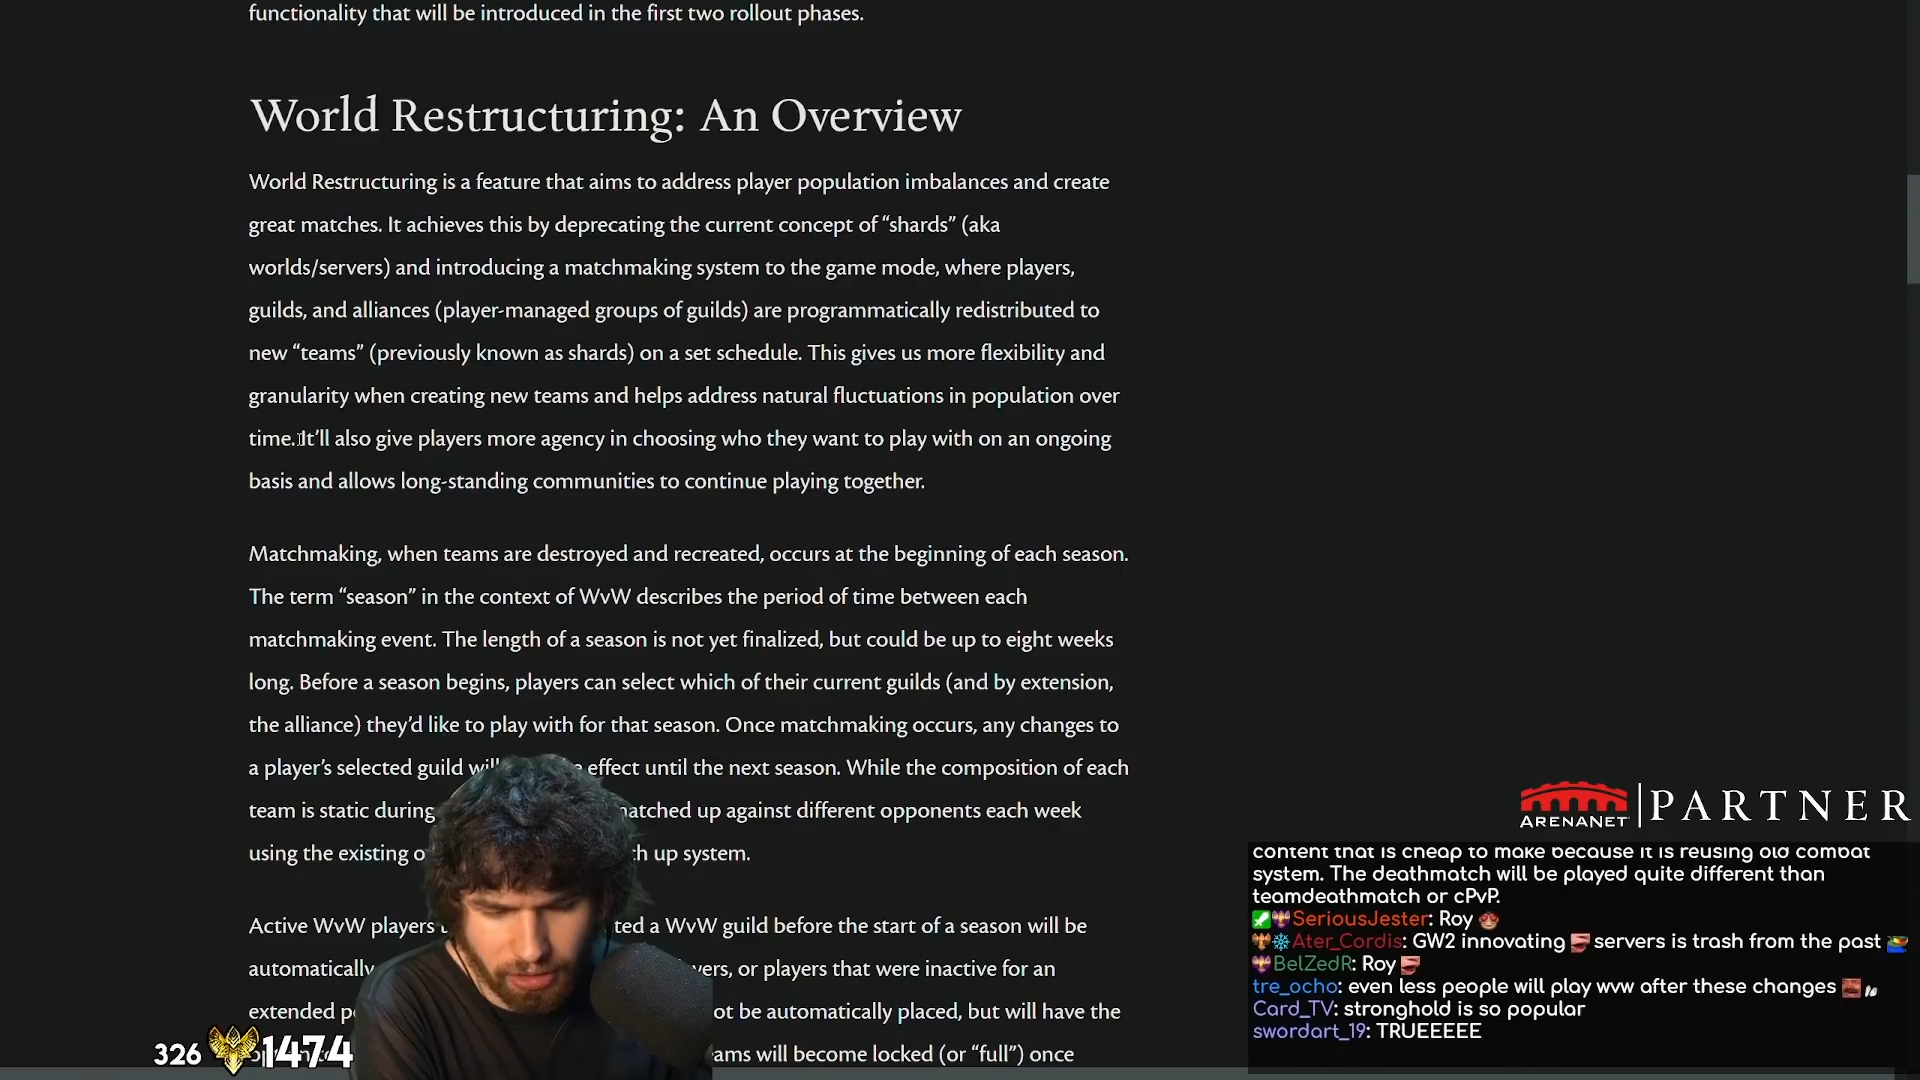 functionality that will be introduced in the first two rollout phases.
World Restructuring: An Overview
World Restructuring is a feature that aims to address player population imbalances and create
great matches. It achieves this by deprecating the current concept of “shards” (aka
worlds/servers) and introducing a matchmaking system to the game mode, where players,
guilds, and alliances (player-managed groups of guilds) are programmatically redistributed to
new “teams” (previously known as shards) on a set schedule. This gives us more flexibility and
granularity when creating new teams and helps address natural fluctuations in population over
time. It’ll also give players more agency in choosing who they want to play with on an ongoing
basis and allows long-standing communities to continue playing together.
Matchmaking, when teams are destroyed and recreated, occurs at the beginning of each season.
The term “season” in the context of WvW describes the period of time between each
matchmaking event. The length of a season is not yet finalized, but could be up to eight weeks
long. Before a season begins, players can select which of their current guilds (and by extension,
the alliance) they’d like to play with for that season. Once matchmaking occurs, any changes to
a player’s selected guild effect until the next season. While the composition of each
team is static during matched up against different opponents each week
using the existing up system.
Active WvW players a WvW guild before the start of a season will be
automatically or players that were inactive for an
extended be automatically placed, but will have the
will become locked (or “full”) once
326 1474
ARENANET | PARTNER
content that is cheap to make because it is reusing old combat
system. The deathmatch will be played quite different than
teamdeathmatch or cPvP.
SeriousJester: Roy
Ater_Cordis: GW2 innovating servers is trash from the past
BelZedR: Roy
tre_ocho: even less people will play wvw after these changes
Card_TV: stronghold is so popular
swordart_19: TRUEEEEE